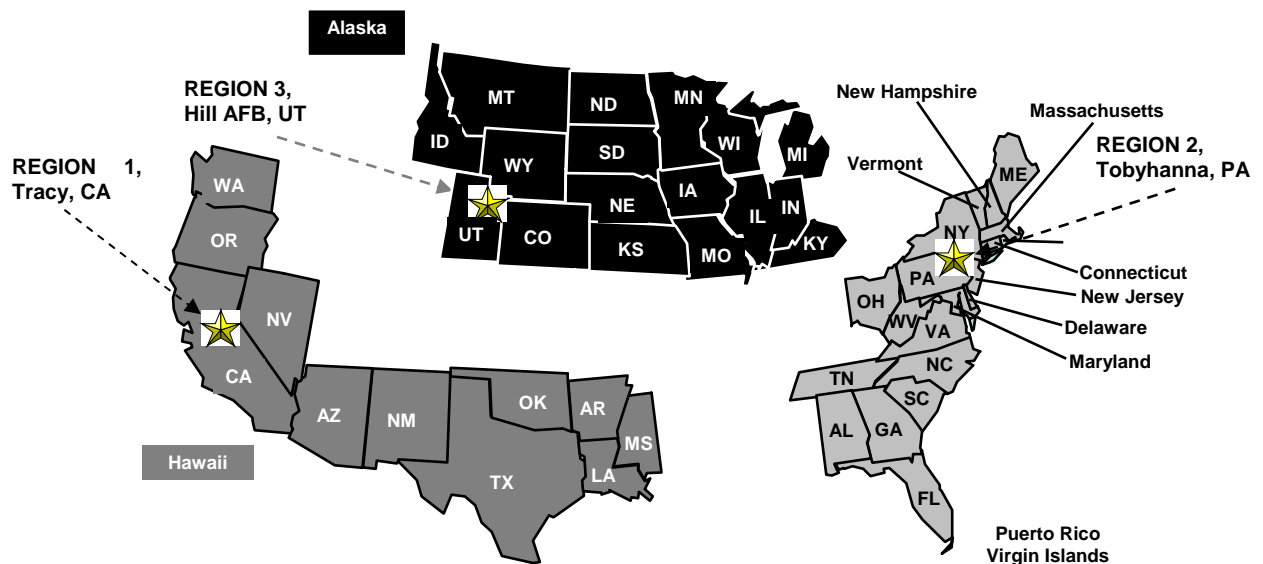 Alaska
REGION 3,
Hill AFB, UT
REGION 1,
Tracy, CA
MT
ND
MN
ID
WY
SD
WI
MI
IA
NE
IL
IN
UT
CO
KS
MO
KY
WA
OR
NV
CA
AZ
NM
OK
AR
MS
TX
LA
Hawaii
New Hampshire
Massachusetts
Vermont
REGION 2,
Tobyhanna, PA
ME
NY
PA
Connecticut
New Jersey
OH
WV
VA
Delaware
Maryland
TN
NC
SC
AL
GA
FL
Puerto Rico
Virgin Islands